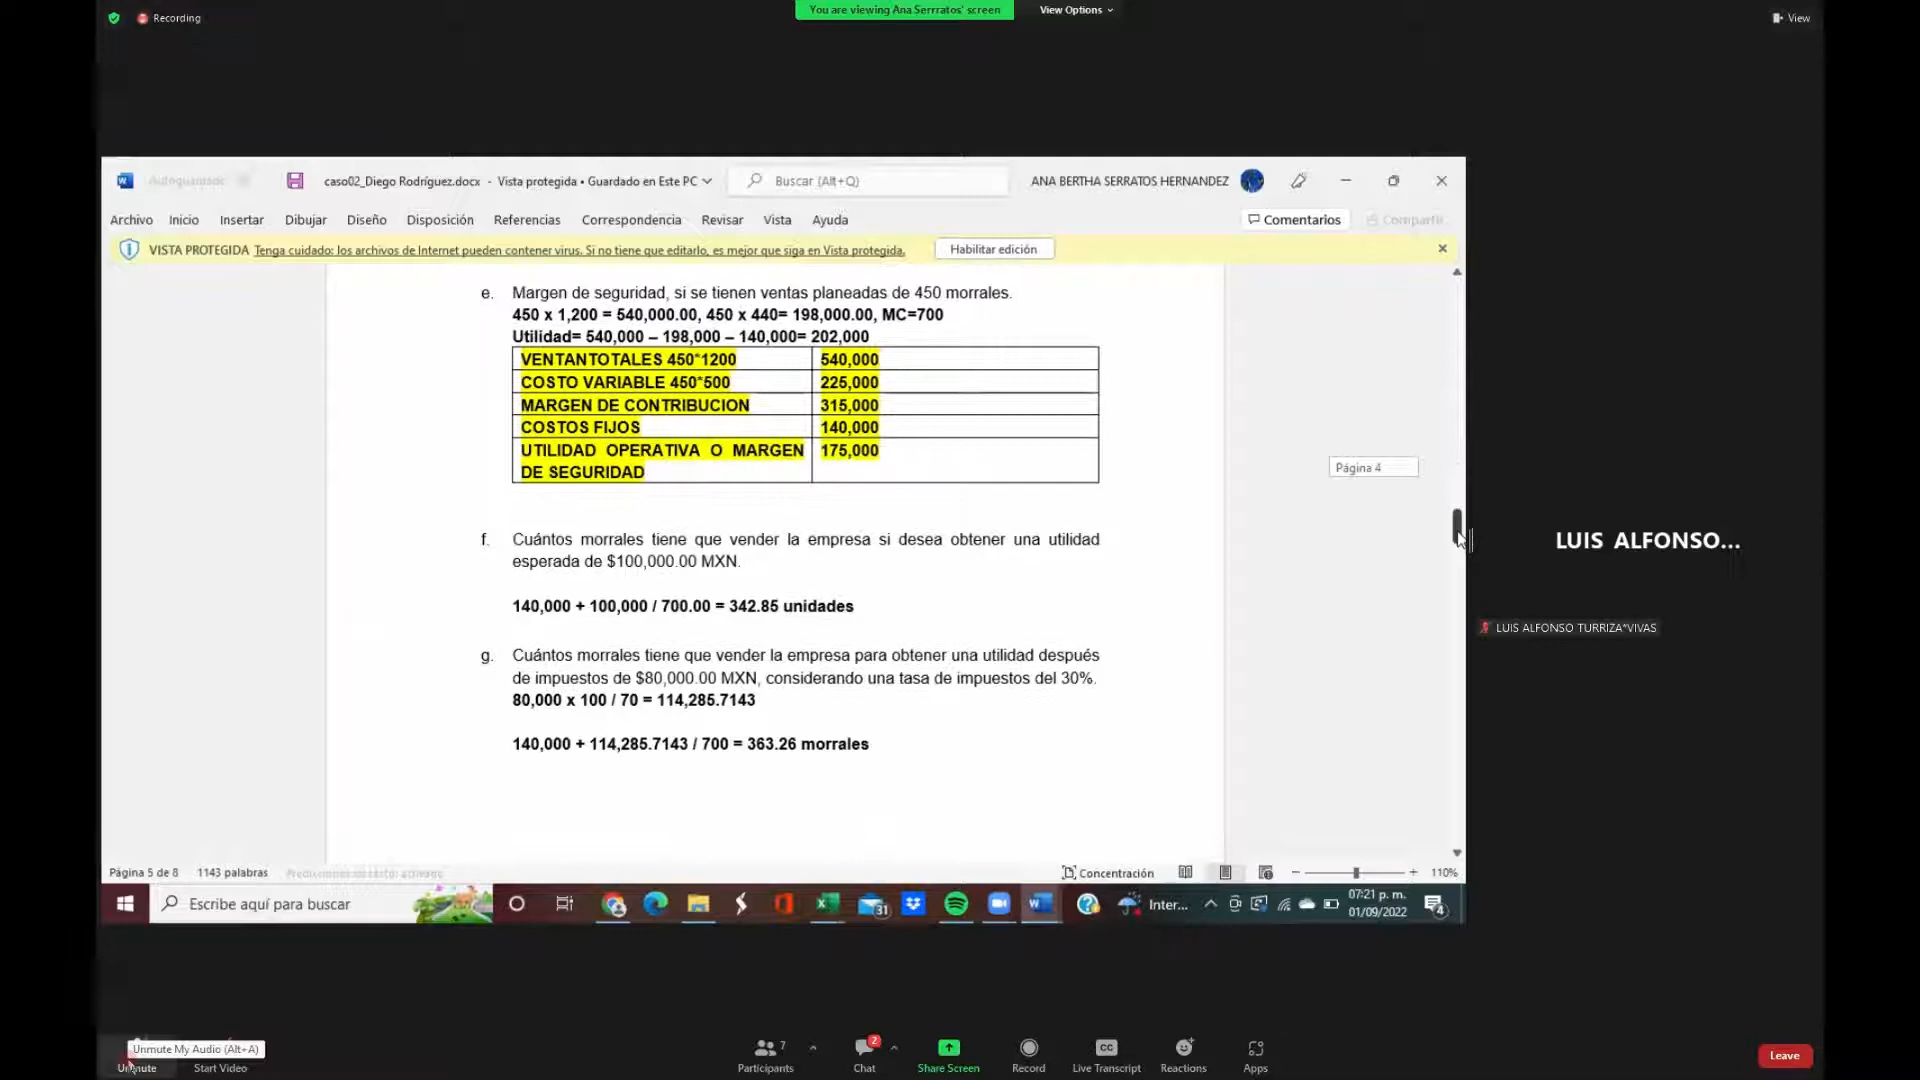 Recording
You are viewing Ana Serrratos' screen
View Options
View
Autoguardado
caso02_Diego Rodríguez.docx - Vista protegida • Guardado en Este PC
Buscar (Alt+Q)
ANA BERTHA SERRATOS HERNANDEZ
Archivo Inicio Insertar Dibujar Diseño Disposición Referencias Correspondencia Revisar Vista Ayuda
Comentarios
Compartir
VISTA PROTEGIDA Tenga cuidado: los archivos de Internet pueden contener virus. Si no tiene que editarlo, es mejor que siga en Vista protegida.
Habilitar edición
e. Margen de seguridad, si se tienen ventas planeadas de 450 morrales.
450 x 1,200 = 540,000.00, 450 x 440= 198,000.00, MC=700
Utilidad= 540,000 – 198,000 – 140,000= 202,000
VENTANTOTALES 450*1200 540,000
COSTO VARIABLE 450*500 225,000
MARGEN DE CONTRIBUCION 315,000
COSTOS FIJOS 140,000
UTILIDAD OPERATIVA O MARGEN 175,000
DE SEGURIDAD
Página 4
f. Cuántos morrales tiene que vender la empresa si desea obtener una utilidad
esperada de $100,000.00 MXN.
140,000 + 100,000 / 700.00 = 342.85 unidades
g. Cuántos morrales tiene que vender la empresa para obtener una utilidad después
de impuestos de $80,000.00 MXN, considerando una tasa de impuestos del 30%.
80,000 x 100 / 70 = 114,285.7143
140,000 + 114,285.7143 / 700 = 363.26 morrales
LUIS ALFONSO...
LUIS ALFONSO TURRIZA*VIVAS
Página 5 de 8 1143 palabras
Concentración
110%
Escribe aquí para buscar
31
Inter...
07:21 p. m.
01/09/2022
4
Unmute My Audio (Alt+A)
Unmute
Start Video
Participants 7
Chat 2
Share Screen
Record
CC
Live Transcript
Reactions
Apps
Leave